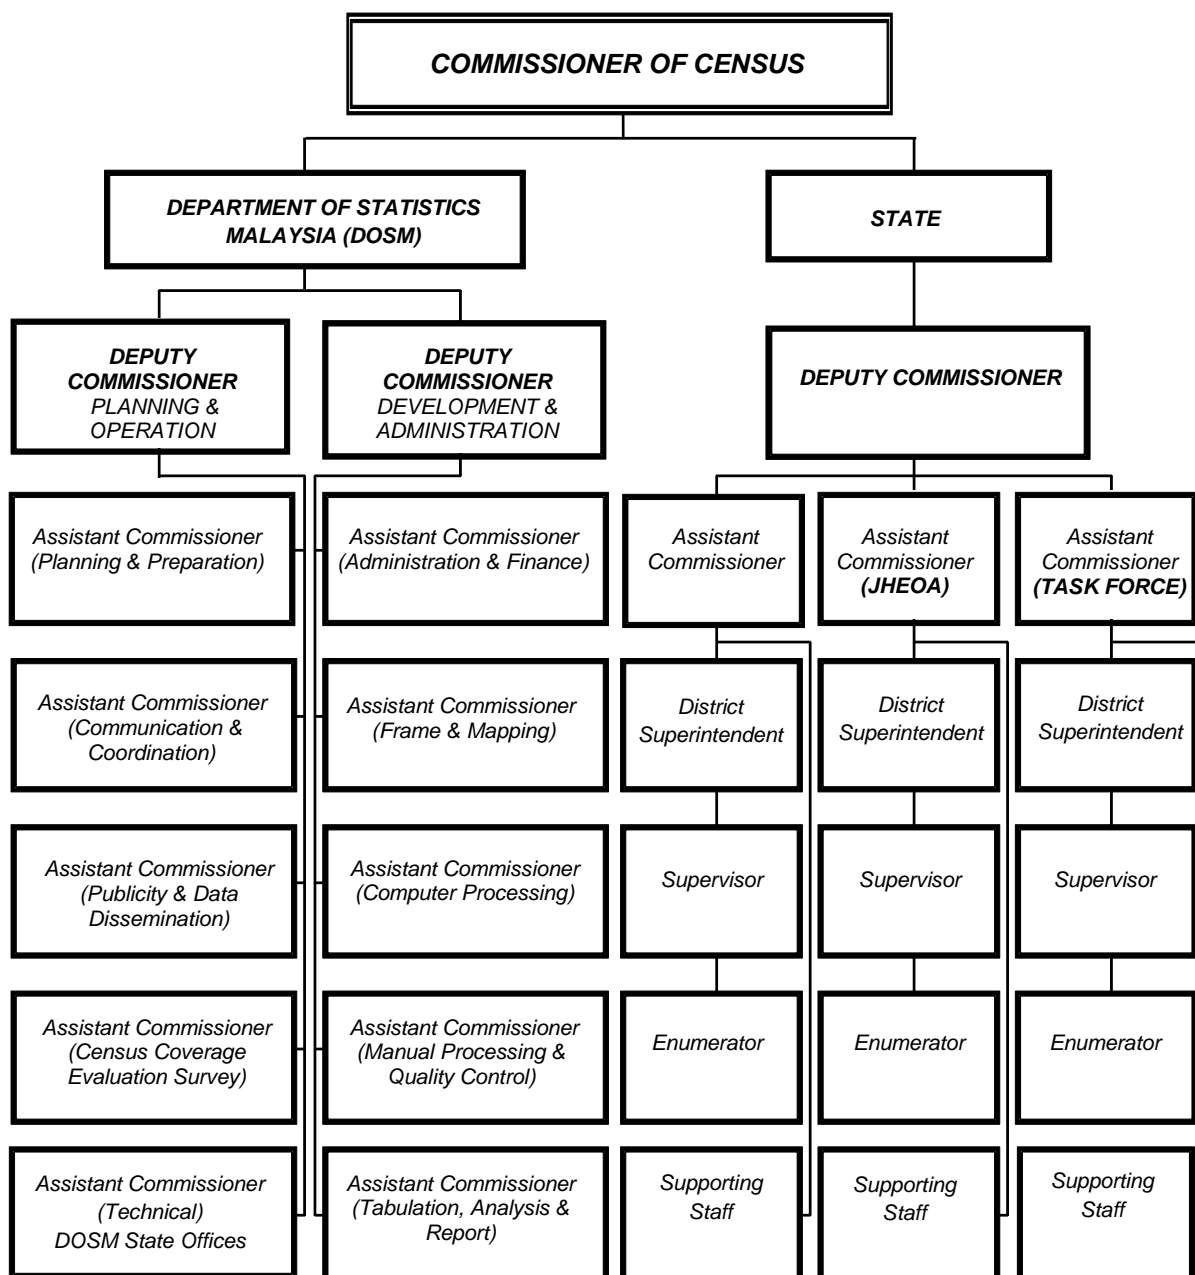 COMMISSIONER OF CENSUS
DEPARTMENT OF STATISTICS
MALAYSIA (DOSM)
STATE
DEPUTY
COMMISSIONER
PLANNING &
OPERATION
DEPUTY
COMMISSIONER
DEVELOPMENT &
ADMINISTRATION
DEPUTY COMMISSIONER
Assistant Commissioner
(Planning & Preparation)
Assistant Commissioner
(Administration & Finance)
Assistant
Commissioner
Assistant
Commissioner
(JHEOA)
Assistant
Commissioner
(TASK FORCE)
Assistant Commissioner
(Communication &
Coordination)
Assistant Commissioner
(Frame & Mapping)
District
Superintendent
District
Superintendent
District
Superintendent
Assistant Commissioner
(Publicity & Data
Dissemination)
Assistant Commissioner
(Computer Processing)
Supervisor
Supervisor
Supervisor
Assistant Commissioner
(Census Coverage
Evaluation Survey)
Assistant Commissioner
(Manual Processing &
Quality Control)
Enumerator
Enumerator
Enumerator
Assistant Commissioner
(Technical)
DOSM State Offices
Assistant Commissioner
(Tabulation, Analysis &
Report)
Supporting
Staff
Supporting
Staff
Supporting
Staff